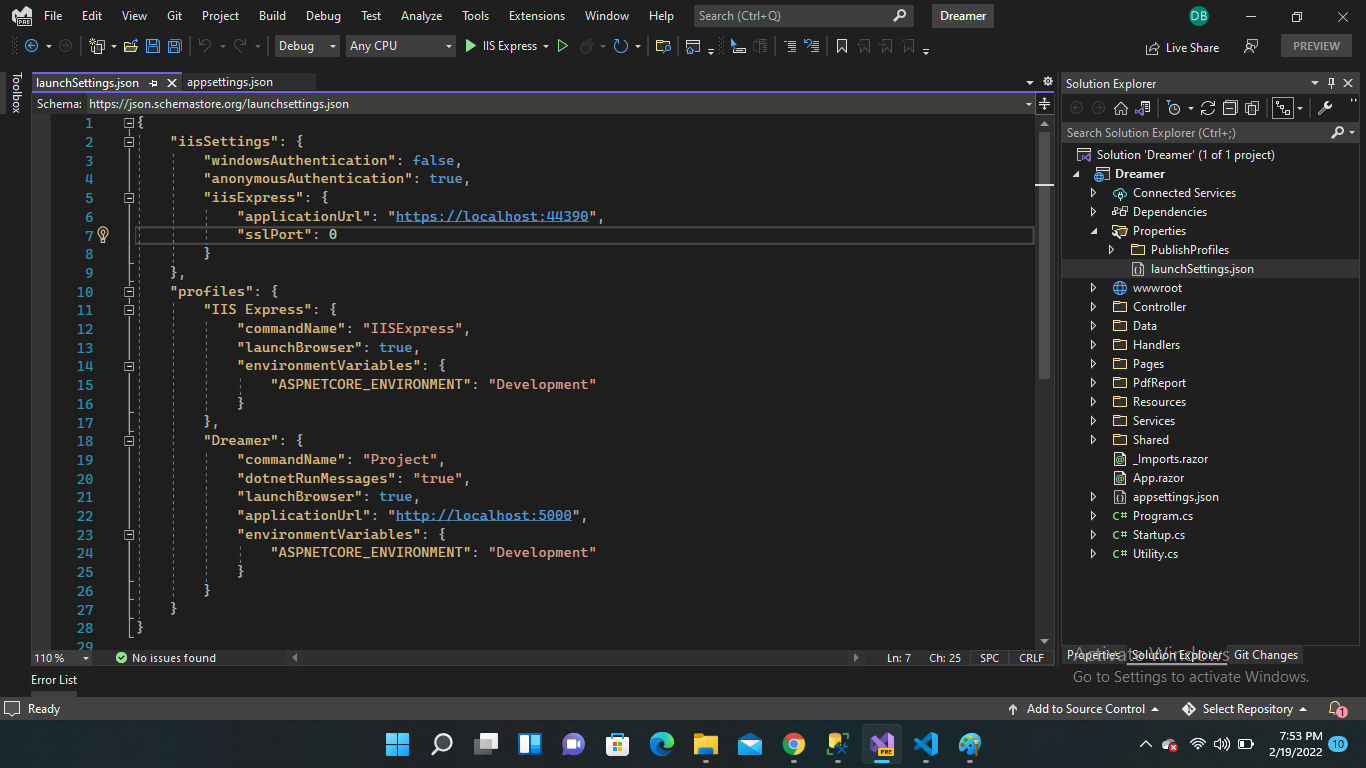 File Edit View Git Project Build Debug Test Analyze Tools Extensions Window Help Search (Ctrl+Q) Dreamer DB
PRE
Debug Any CPU IIS Express Live Share PREVIEW
Toolbox
launchSettings.json appsettings.json
Schema: https://json.schemastore.org/launchsettings.json
1 {
2 "iisSettings": {
3 "windowsAuthentication": false,
4 "anonymousAuthentication": true,
5 "iisExpress": {
6 "applicationUrl": "https://localhost:44390",
7 "sslPort": 0
8 }
9 },
10 "profiles": {
11 "IIS Express": {
12 "commandName": "IISExpress",
13 "launchBrowser": true,
14 "environmentVariables": {
15 "ASPNETCORE_ENVIRONMENT": "Development"
16 }
17 },
18 "Dreamer": {
19 "commandName": "Project",
20 "dotnetRunMessages": "true",
21 "launchBrowser": true,
22 "applicationUrl": "http://localhost:5000",
23 "environmentVariables": {
24 "ASPNETCORE_ENVIRONMENT": "Development"
25 }
26 }
27 }
28 }
29
110 % No issues found Ln: 7 Ch: 25 SPC CRLF
Error List
Solution Explorer
Search Solution Explorer (Ctrl+;)
Solution 'Dreamer' (1 of 1 project)
Dreamer
Connected Services
Dependencies
Properties
PublishProfiles
launchSettings.json
wwwroot
Controller
Data
Handlers
Pages
PdfReport
Resources
Services
Shared
_Imports.razor
App.razor
appsettings.json
C# Program.cs
C# Startup.cs
C# Utility.cs
Properties Solution Explorer Git Changes
Activate Windows
Go to Settings to activate Windows.
Ready Add to Source Control Select Repository 1
PRE
7:53 PM
2/19/2022 10